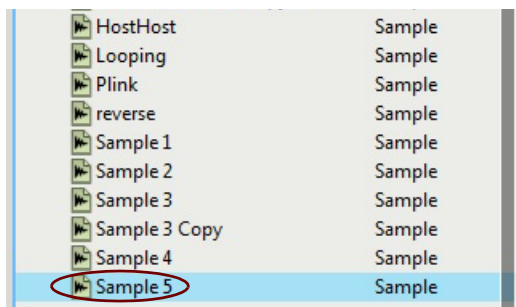 HostHost Sample
Looping Sample
Plink Sample
reverse Sample
Sample 1 Sample
Sample 2 Sample
Sample 3 Sample
Sample 3 Copy Sample
Sample 4 Sample
Sample 5 Sample